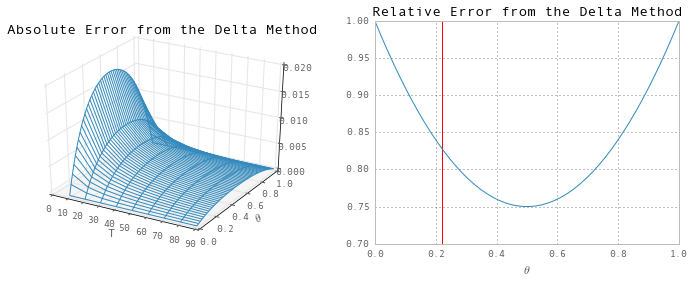 Absolute Error from the Delta Method
0.020
0.015
0.010
0.005
0.000
0 10 20 30 40 50 60 70 80 90
T
0.0 0.2 0.4 0.6 0.8 1.0
θ
Relative Error from the Delta Method
1.00
0.95
0.90
0.85
0.80
0.75
0.70
0.0 0.2 0.4 0.6 0.8 1.0
θ